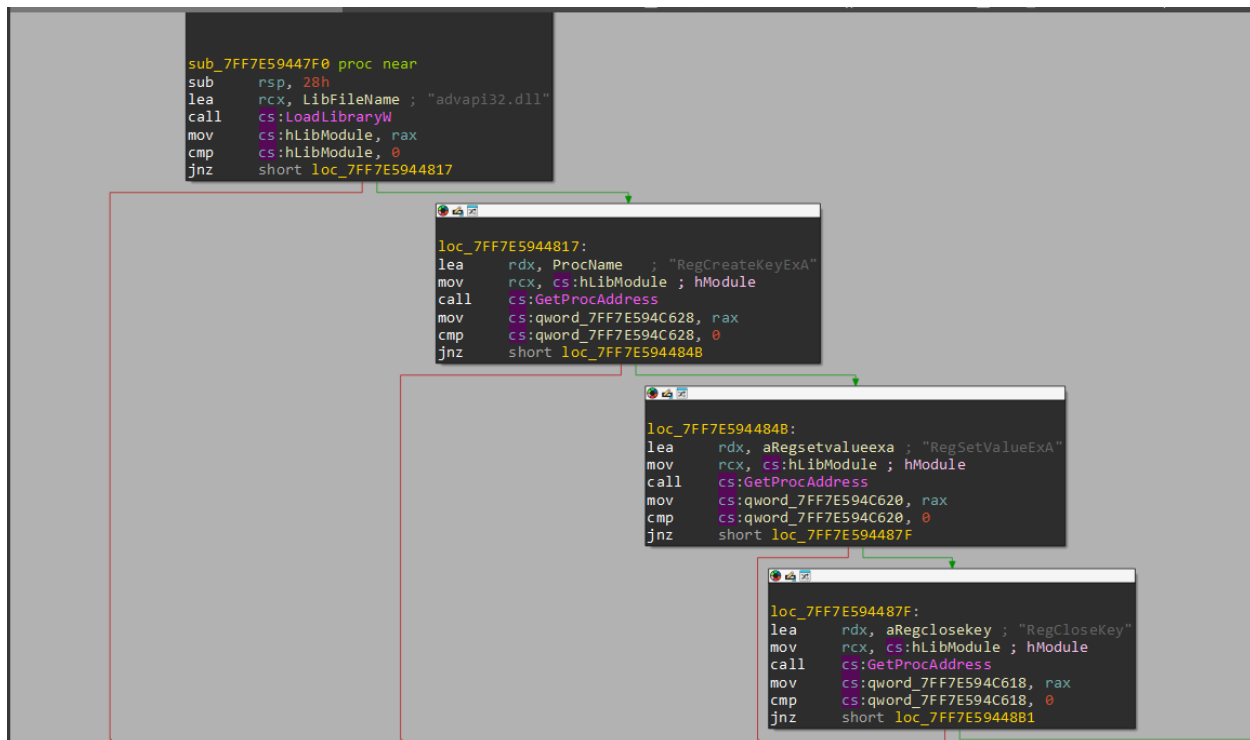 sub_7FF7E59447F0 proc near
sub rsp, 28h
lea rcx, LibFileName ; "advapi32.dll"
call cs:LoadLibraryW
mov cs:hLibModule, rax
cmp cs:hLibModule, 0
jnz short loc_7FF7E5944817
loc_7FF7E5944817:
lea rdx, ProcName ; "RegCreateKeyExA"
mov rcx, cs:hLibModule ; hModule
call cs:GetProcAddress
mov cs:qword_7FF7E594C628, rax
cmp cs:qword_7FF7E594C628, 0
jnz short loc_7FF7E594484B
loc_7FF7E594484B:
lea rdx, aRegsetvalueexa ; "RegSetValueExA"
mov rcx, cs:hLibModule ; hModule
call cs:GetProcAddress
mov cs:qword_7FF7E594C620, rax
cmp cs:qword_7FF7E594C620, 0
jnz short loc_7FF7E594487F
loc_7FF7E594487F:
lea rdx, aRegclosekey ; "RegCloseKey"
mov rcx, cs:hLibModule ; hModule
call cs:GetProcAddress
mov cs:qword_7FF7E594C618, rax
cmp cs:qword_7FF7E594C618, 0
jnz short loc_7FF7E59448B1